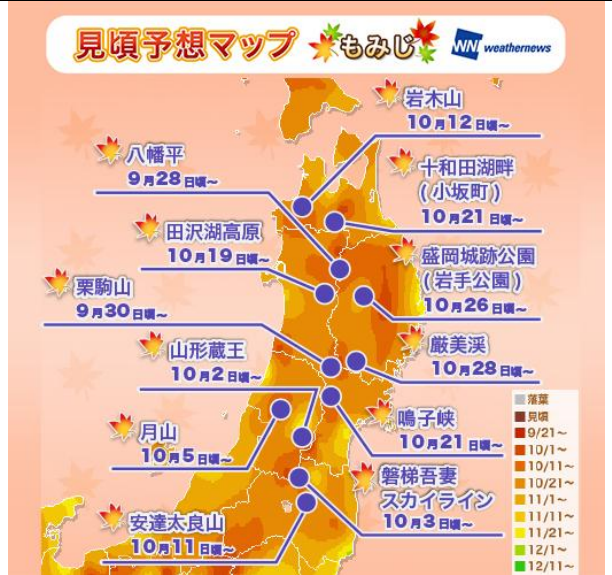 見頃予想マップ もみじ WNI weathernews
岩木山
10月12日頃〜
八幡平
9月28日頃〜
十和田湖畔
(小坂町)
10月21日頃〜
田沢湖高原
10月19日頃〜
盛岡城跡公園
(岩手公園)
10月26日頃〜
栗駒山
9月30日頃〜
山形蔵王
10月2日頃〜
厳美渓
10月28日頃〜
月山
10月5日頃〜
鳴子峡
10月21日頃〜
磐梯吾妻
スカイライン
10月3日頃〜
安達太良山
10月11日頃〜
落葉
見頃
9/21〜
10/1〜
10/11〜
10/21〜
11/1〜
11/11〜
11/21〜
12/1〜
12/11〜